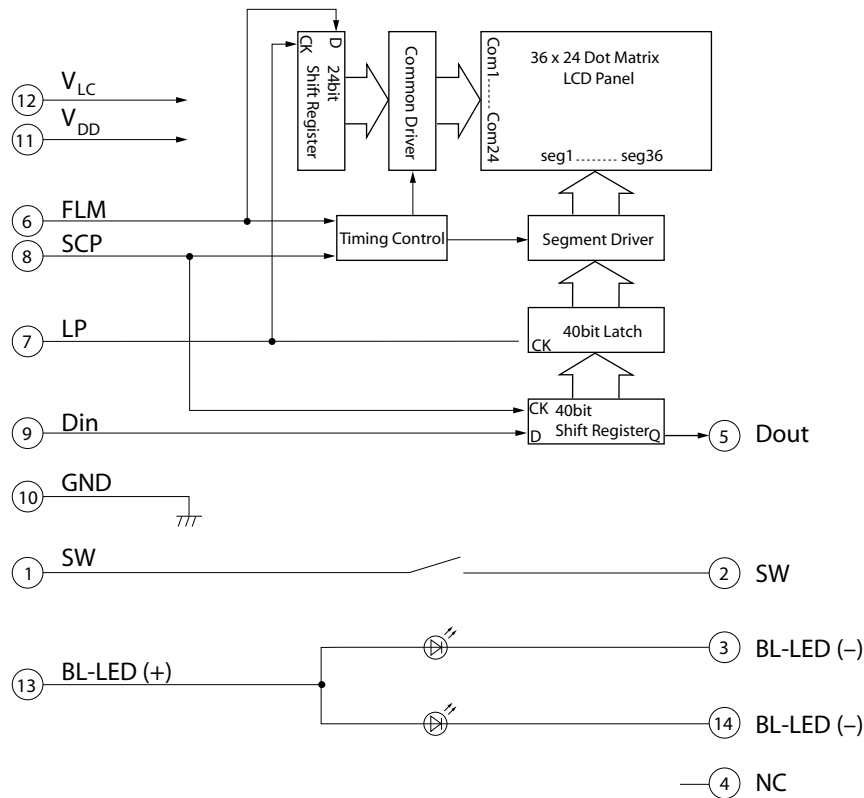 D
CK
24bit
Shift Register
Common Driver
Com1........Com24
36 x 24 Dot Matrix
LCD Panel
seg1.........seg36
12 VLC
11 VDD
6 FLM
Timing Control
Segment Driver
8 SCP
7 LP
40bit Latch
CK
CK 40bit
Shift Register
D
Q
9 Din
5 Dout
10 GND
1 SW
2 SW
3 BL-LED (–)
13 BL-LED (+)
14 BL-LED (–)
4 NC